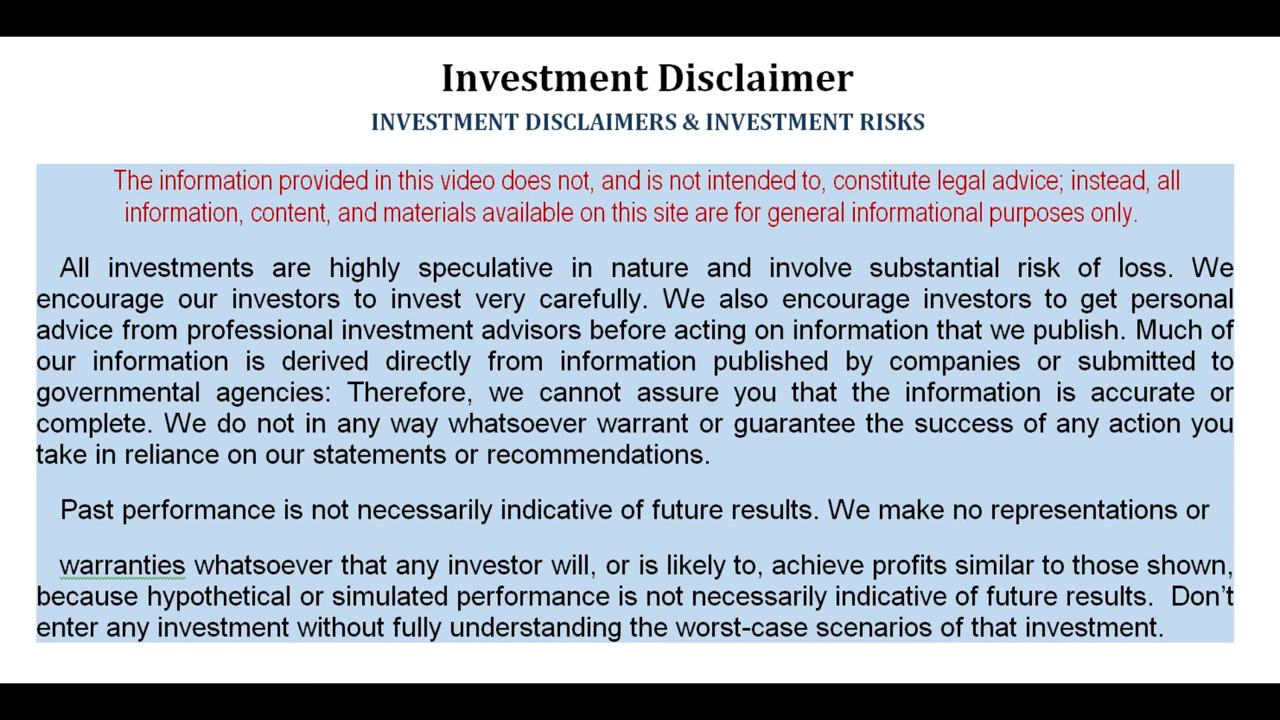 Investment Disclaimer
INVESTMENT DISCLAIMERS & INVESTMENT RISKS
The information provided in this video does not, and is not intended to, constitute legal advice; instead, all
information, content, and materials available on this site are for general informational purposes only.
All investments are highly speculative in nature and involve substantial risk of loss. We
encourage our investors to invest very carefully. We also encourage investors to get personal
advice from professional investment advisors before acting on information that we publish. Much of
our information is derived directly from information published by companies or submitted to
governmental agencies: Therefore, we cannot assure you that the information is accurate or
complete. We do not in any way whatsoever warrant or guarantee the success of any action you
take in reliance on our statements or recommendations.
Past performance is not necessarily indicative of future results. We make no representations or
warranties whatsoever that any investor will, or is likely to, achieve profits similar to those shown,
because hypothetical or simulated performance is not necessarily indicative of future results.  Don’t
enter any investment without fully understanding the worst-case scenarios of that investment.